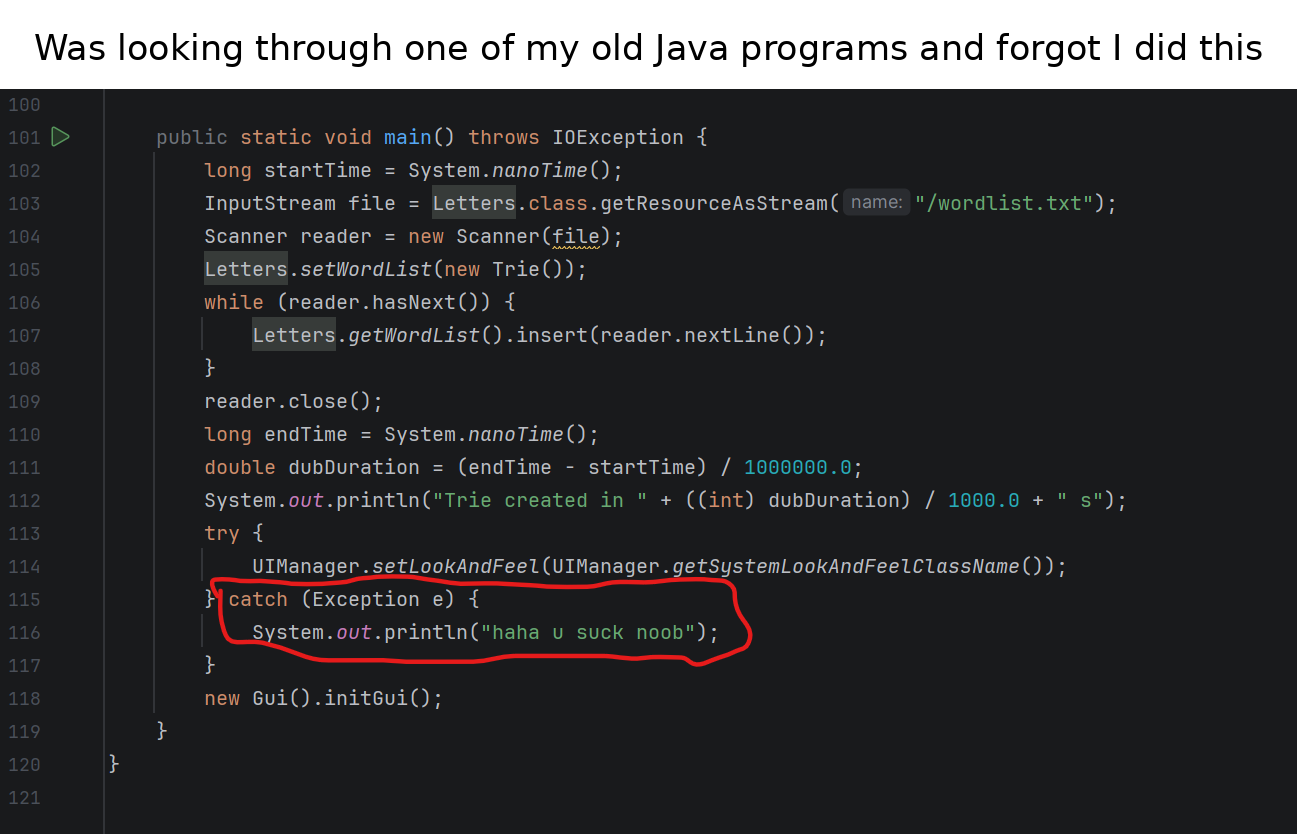 Was looking through one of my old Java programs and forgot I did this
100
101 public static void main() throws IOException {
102 long startTime = System.nanoTime();
103 InputStream file = Letters.class.getResourceAsStream( name: "/wordlist.txt");
104 Scanner reader = new Scanner(file);
105 Letters.setWordList(new Trie());
106 while (reader.hasNext()) {
107 Letters.getWordList().insert(reader.nextLine());
108 }
109 reader.close();
110 long endTime = System.nanoTime();
111 double dubDuration = (endTime - startTime) / 1000000.0;
112 System.out.println("Trie created in " + ((int) dubDuration) / 1000.0 + " s");
113 try {
114 UIManager.setLookAndFeel(UIManager.getSystemLookAndFeelClassName());
115 } catch (Exception e) {
116 System.out.println("haha u suck noob");
117 }
118 new Gui().initGui();
119 }
120 }
121